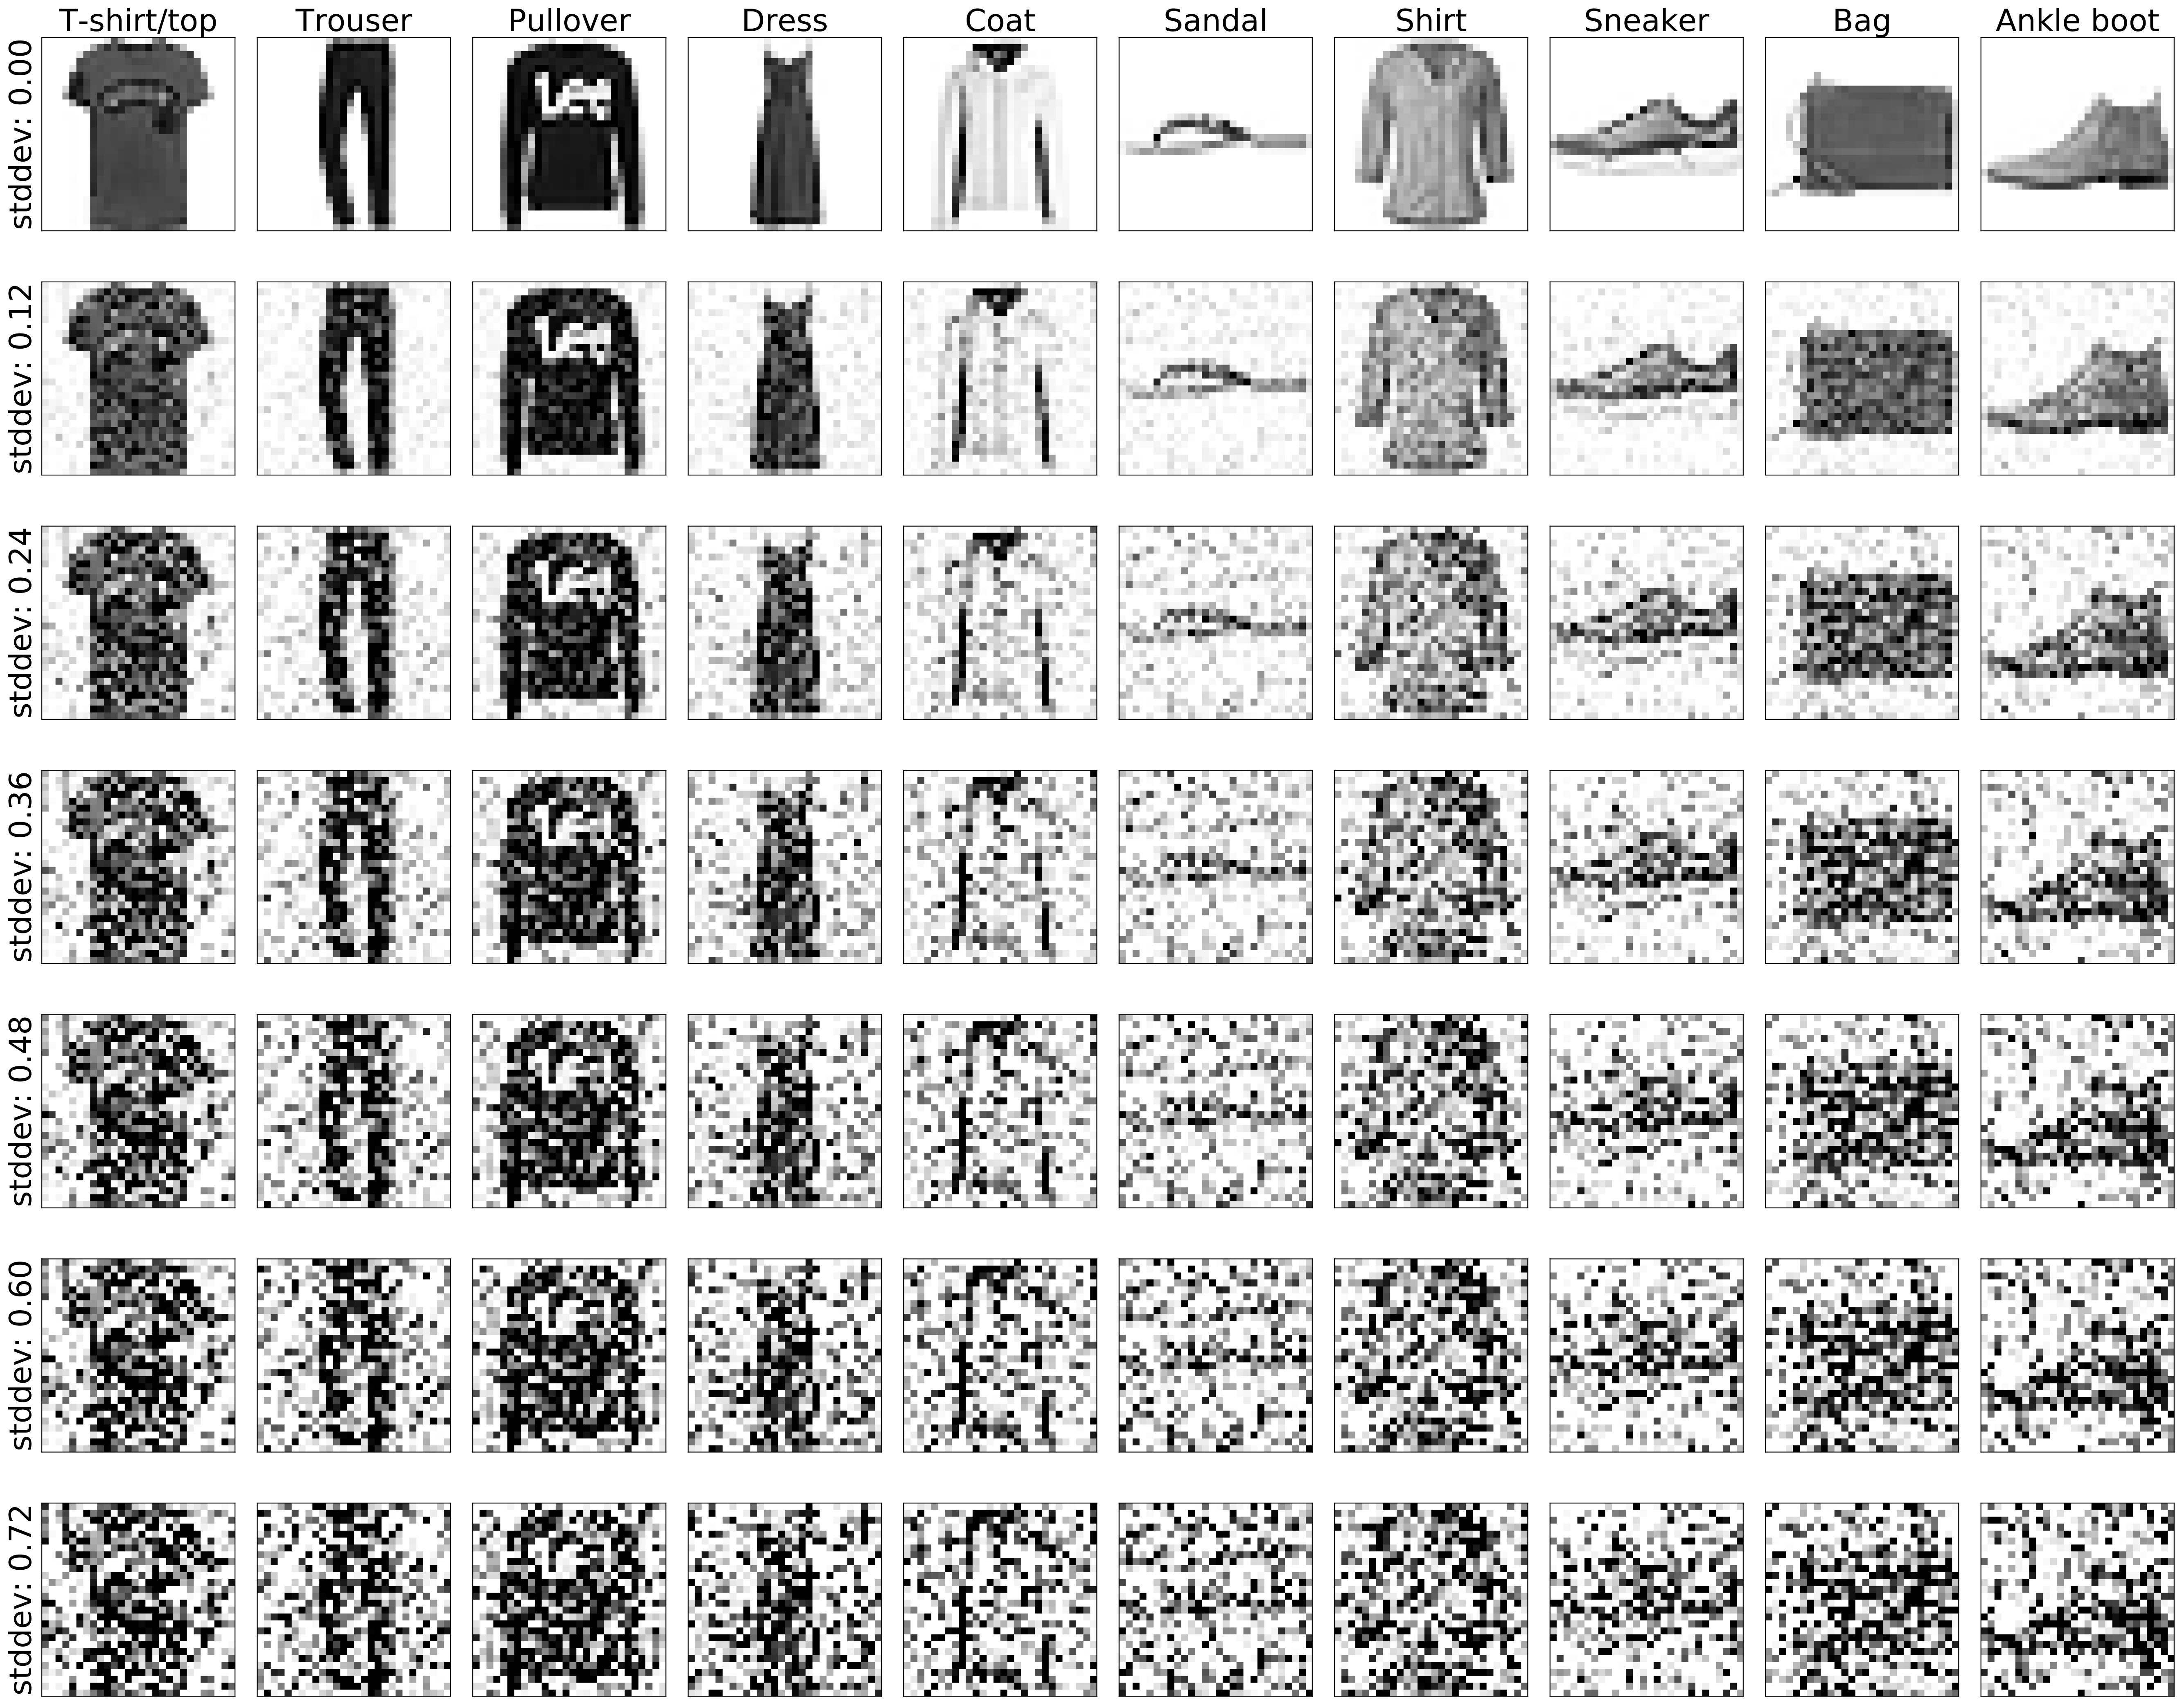 T-shirt/top Trouser Pullover Dress Coat Sandal Shirt Sneaker Bag Ankle boot
stddev: 0.00
stddev: 0.12
stddev: 0.24
stddev: 0.36
stddev: 0.48
stddev: 0.60
stddev: 0.72